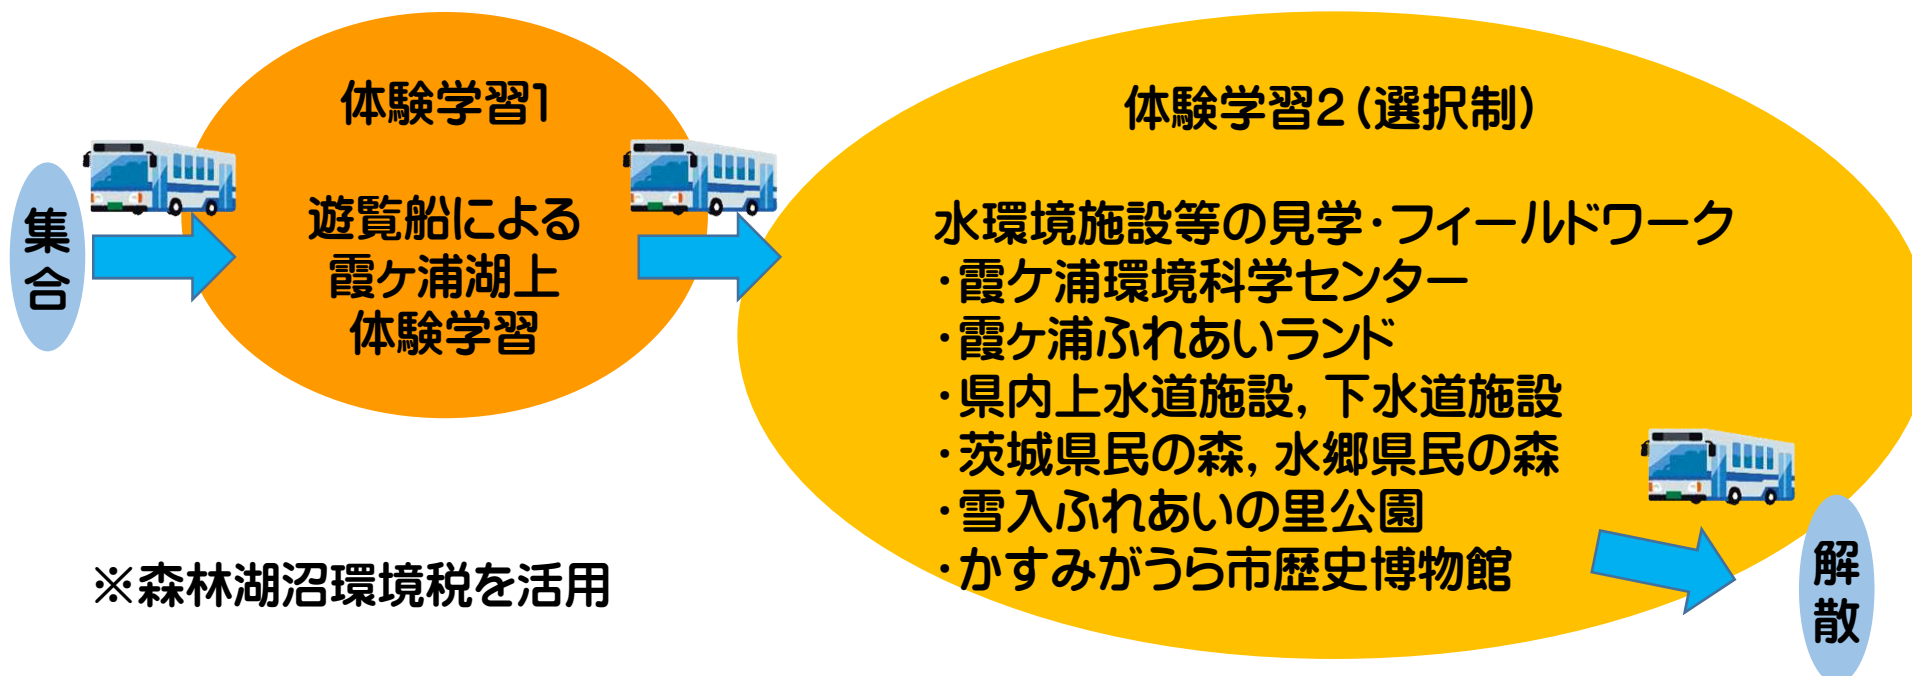 集合
体験学習1
遊覧船による
霞ヶ浦湖上
体験学習
体験学習2(選択制)
水環境施設等の見学・フィールドワーク
・霞ケ浦環境科学センター
・霞ヶ浦ふれあいランド
・県内上水道施設,下水道施設
・茨城県民の森,水郷県民の森
・雪入ふれあいの里公園
・かすみがうら市歴史博物館
解散
※森林湖沼環境税を活用